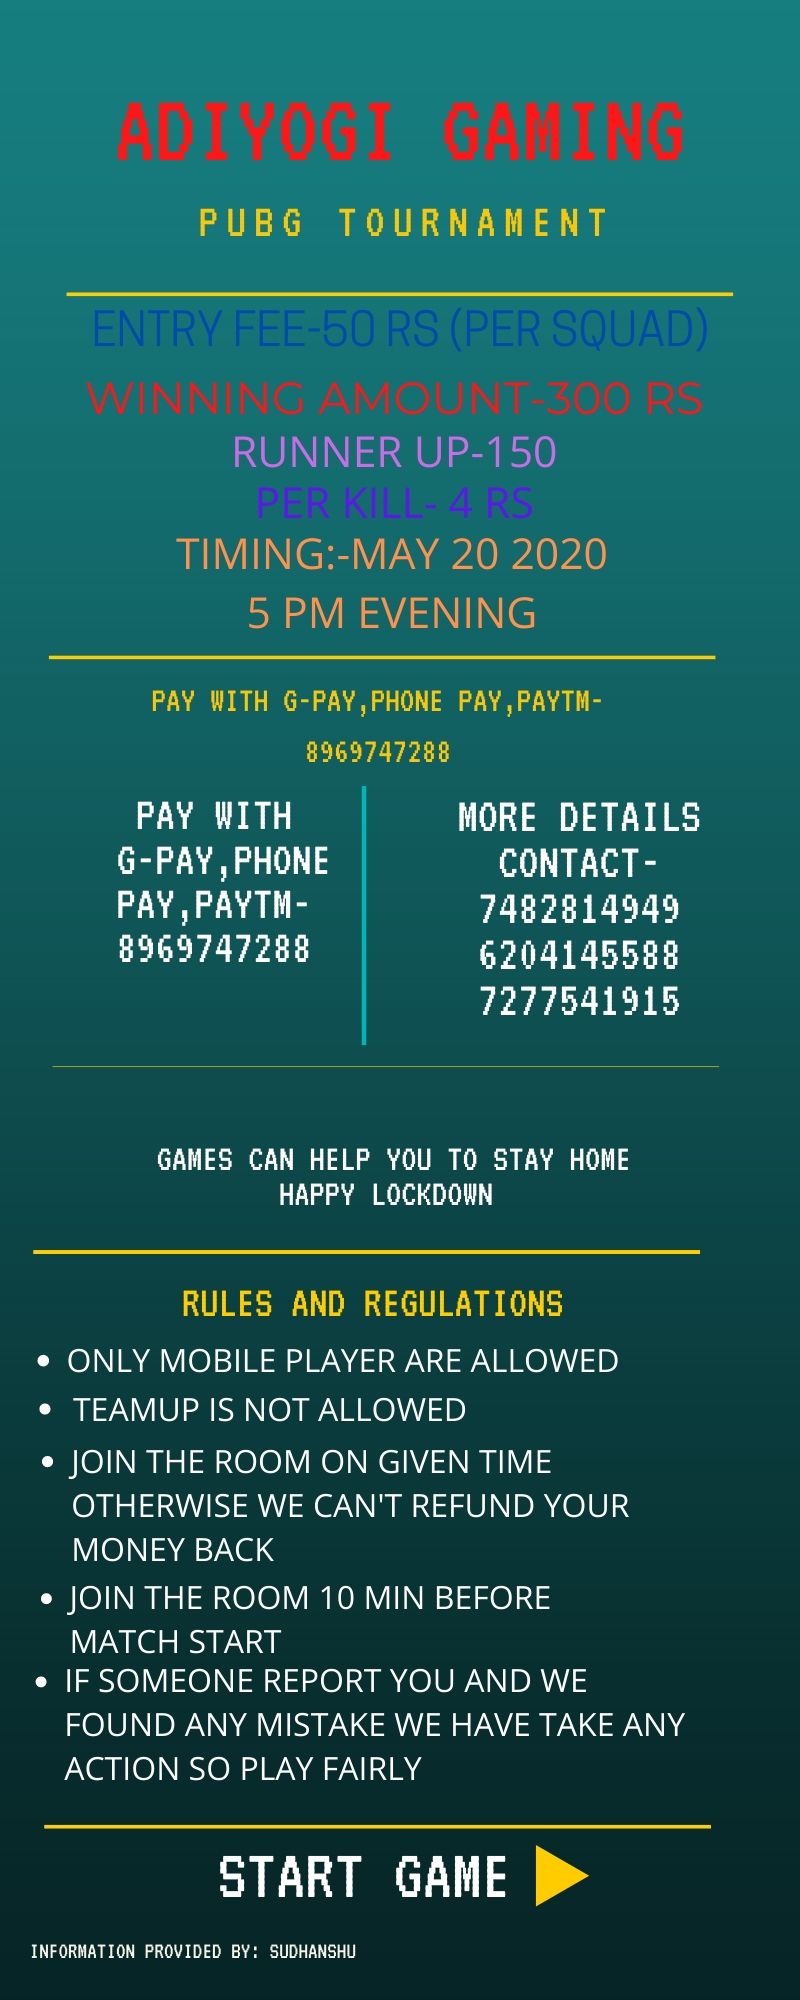 ADIYOGI GAMING
PUBG TOURNAMENT
ENTRY FEE-50 RS (PER SQUAD)
WINNING AMOUNT-300 RS
RUNNER UP-150
PER KILL- 4 RS
TIMING:-MAY 20 2020
5 PM EVENING
PAY WITH G-PAY,PHONE PAY,PAYTM-
8969747288
PAY WITH
G-PAY,PHONE
PAY,PAYTM-
8969747288
MORE DETAILS
CONTACT-
7482814949
6204145588
7277541915
GAMES CAN HELP YOU TO STAY HOME
HAPPY LOCKDOWN
RULES AND REGULATIONS
• ONLY MOBILE PLAYER ARE ALLOWED
• TEAMUP IS NOT ALLOWED
• JOIN THE ROOM ON GIVEN TIME
OTHERWISE WE CAN'T REFUND YOUR
MONEY BACK
• JOIN THE ROOM 10 MIN BEFORE
MATCH START
• IF SOMEONE REPORT YOU AND WE
FOUND ANY MISTAKE WE HAVE TAKE ANY
ACTION SO PLAY FAIRLY
START GAME
INFORMATION PROVIDED BY: SUDHANSHU